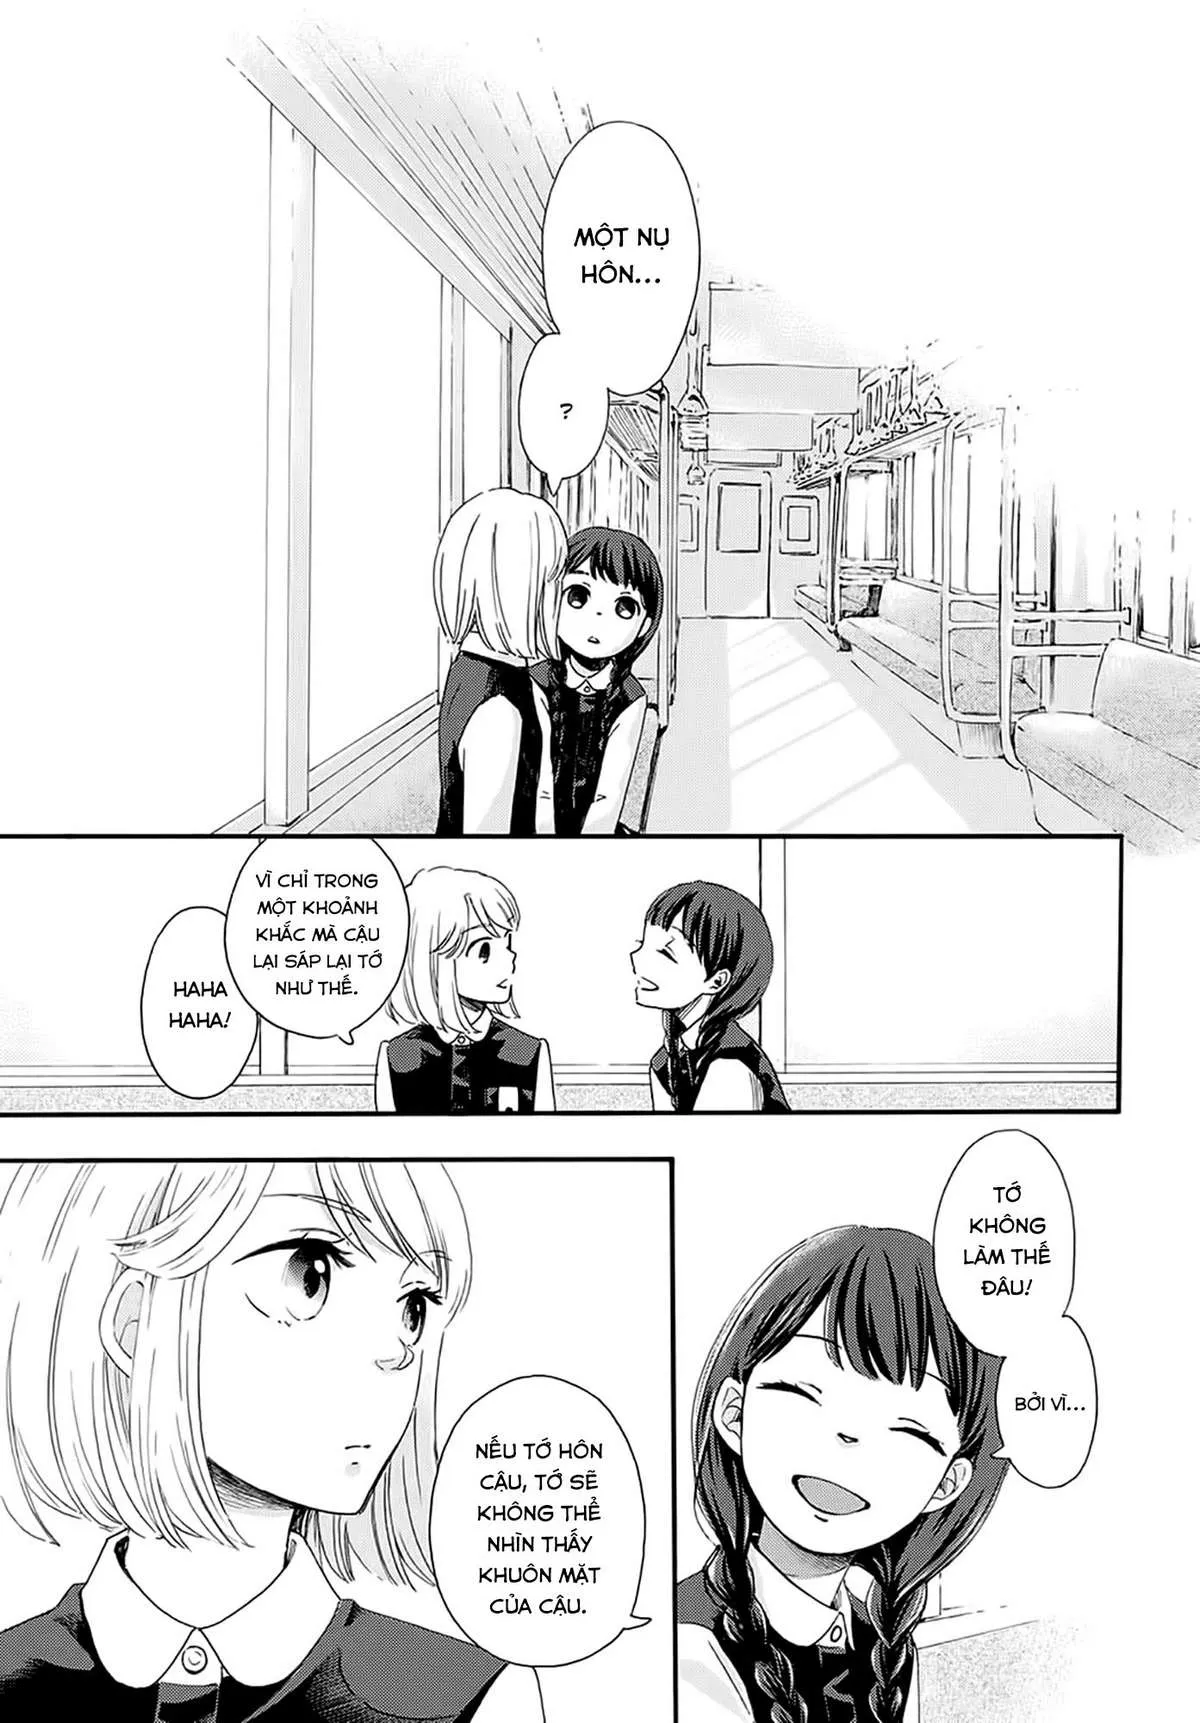 MỘT NỤ
HÔN...
?
VÌ CHỈ TRONG
MỘT KHOẢNH
KHẮC MÀ CẬU
LẠI SÁP LẠI TỚ
NHƯ THẾ.
HAHA
HAHA!
TỚ
KHÔNG
LÀM THẾ
ĐÂU!
BỞI VÌ...
NẾU TỚ HÔN
CẬU, TỚ SẼ
KHÔNG THỂ
NHÌN THẤY
KHUÔN MẶT
CỦA CẬU.